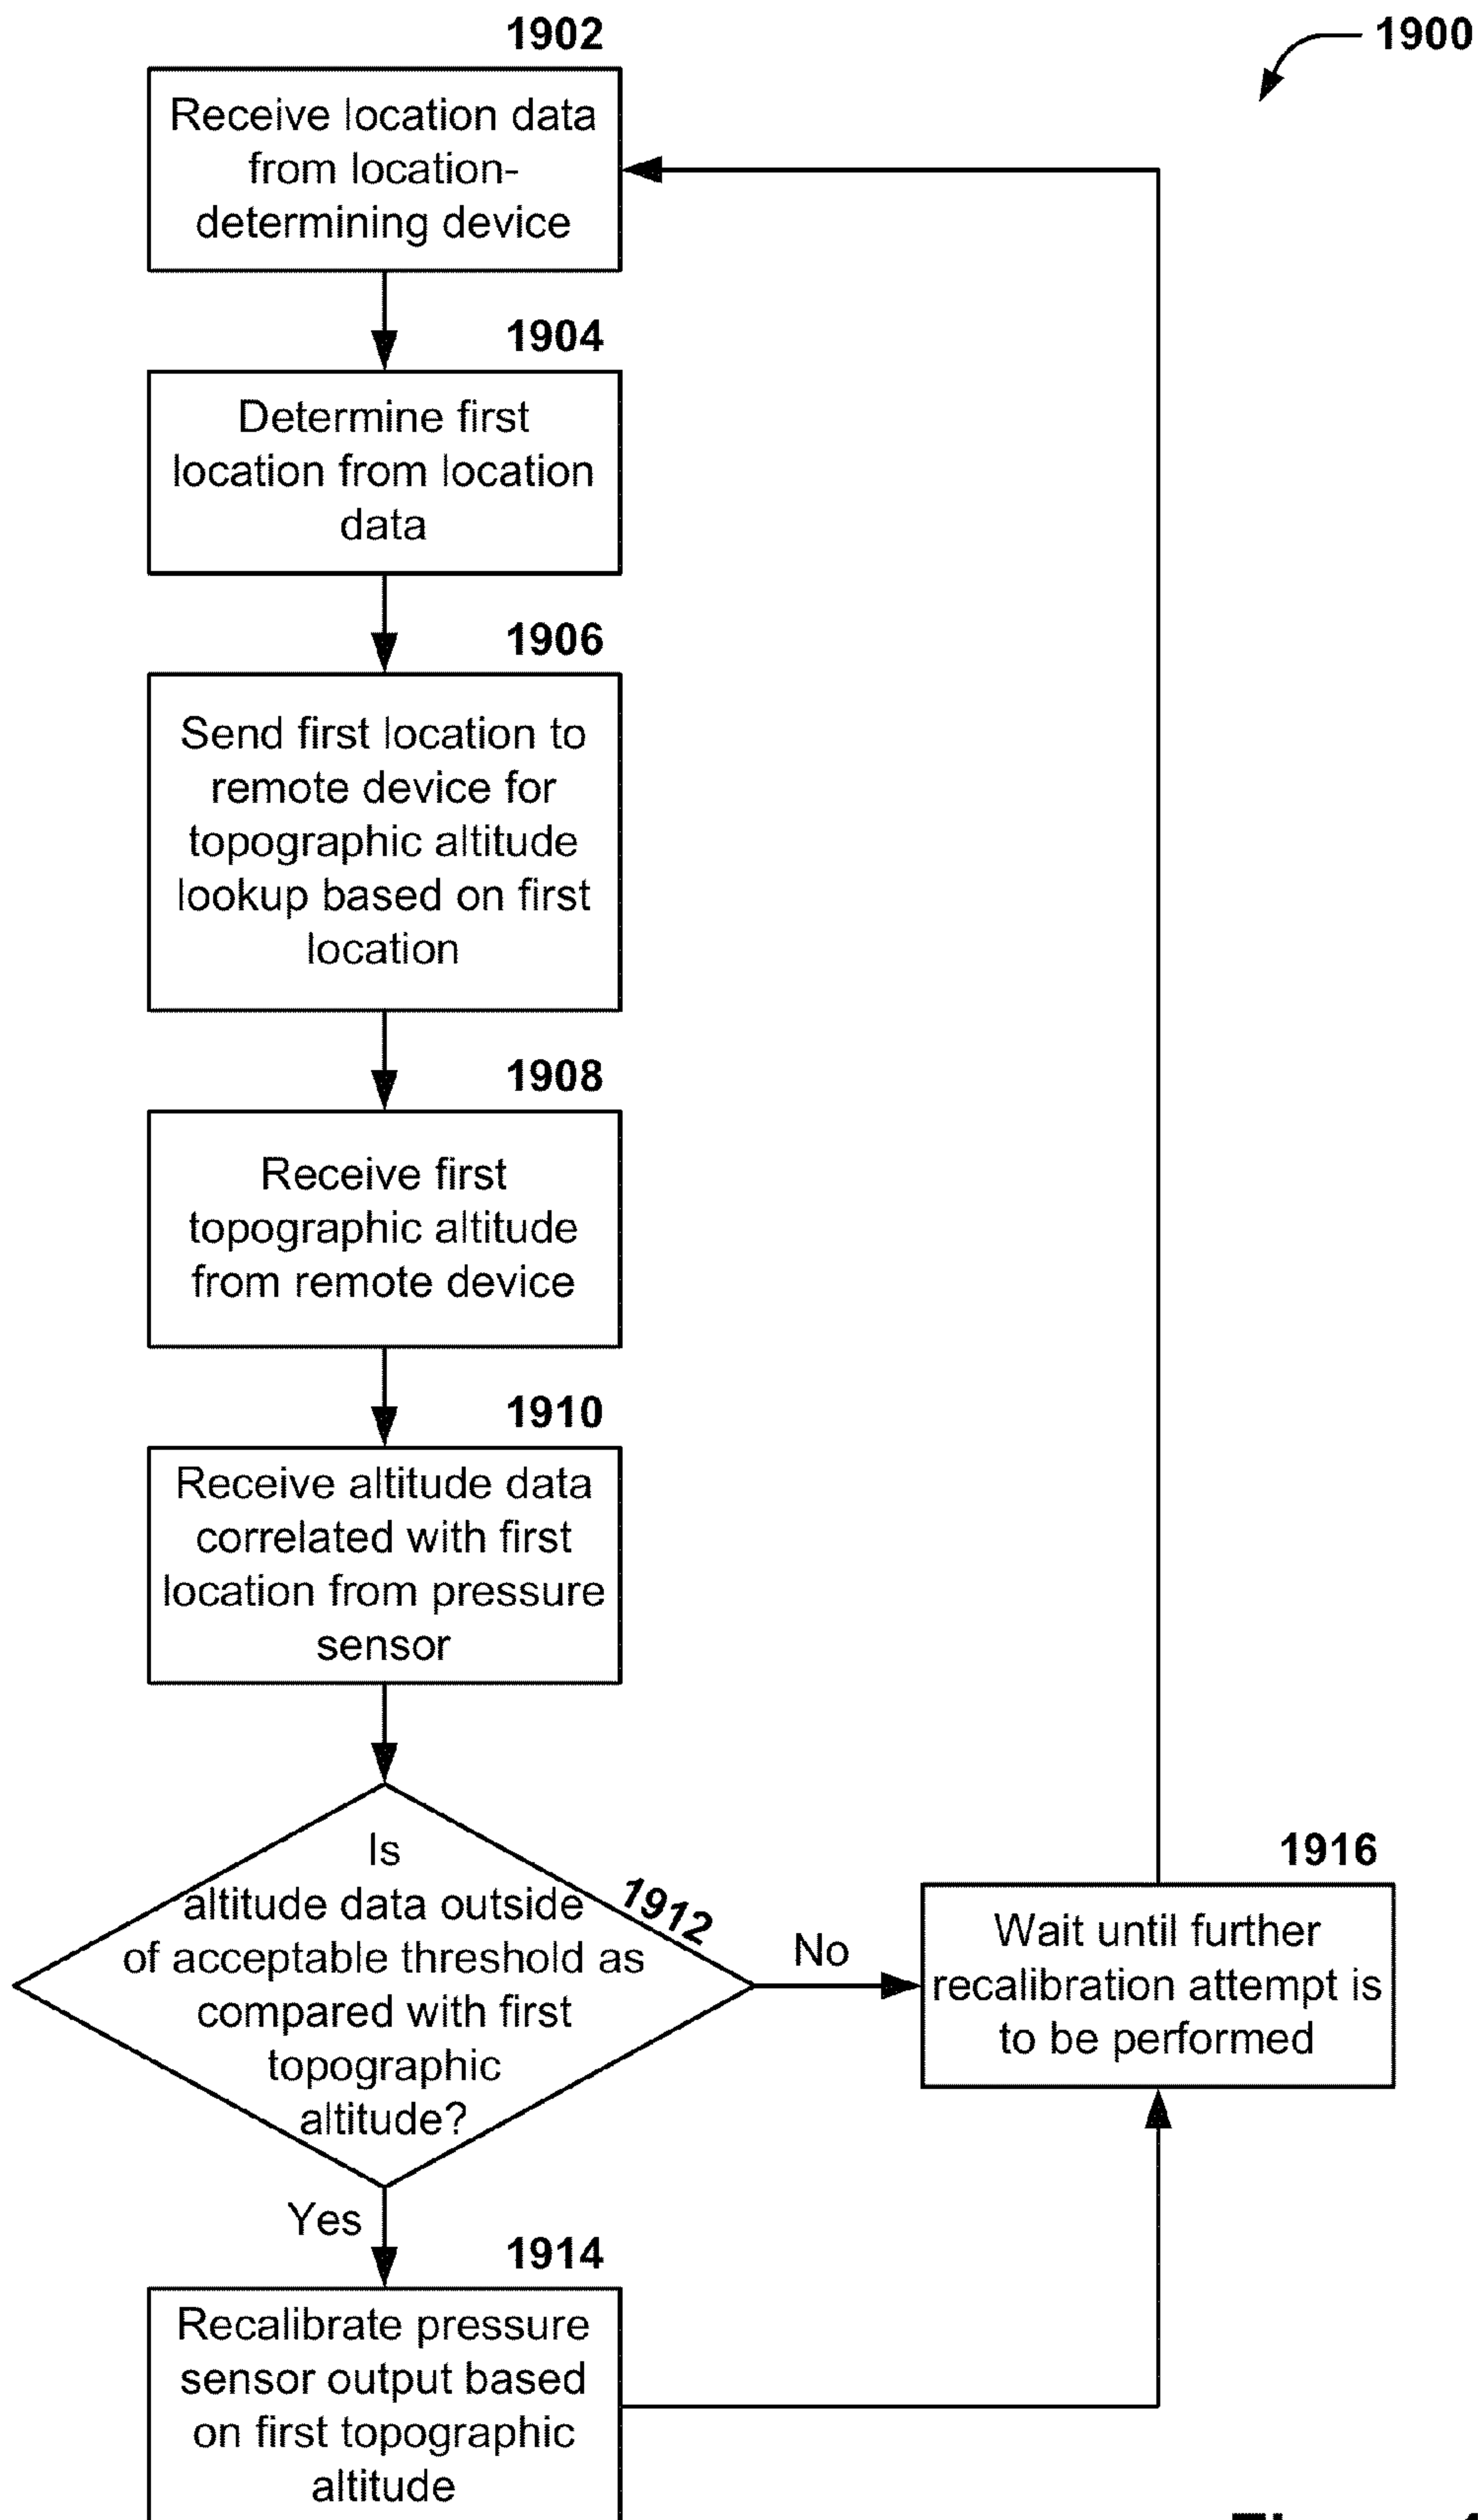 1902
1900
Receive location data
from location-
determining device
1904
Determine first
location from location
data
1906
Send first location to
remote device for
topographic altitude
lookup based on first
location
1908
Receive first
topographic altitude
from remote device
1910
Receive altitude data
correlated with first
location from pressure
sensor
Is
altitude data outside
of acceptable threshold as
compared with first
topographic
altitude?
1912
No
1916
Wait until further
recalibration attempt is
to be performed
Yes
1914
Recalibrate pressure
sensor output based
on first topographic
altitude